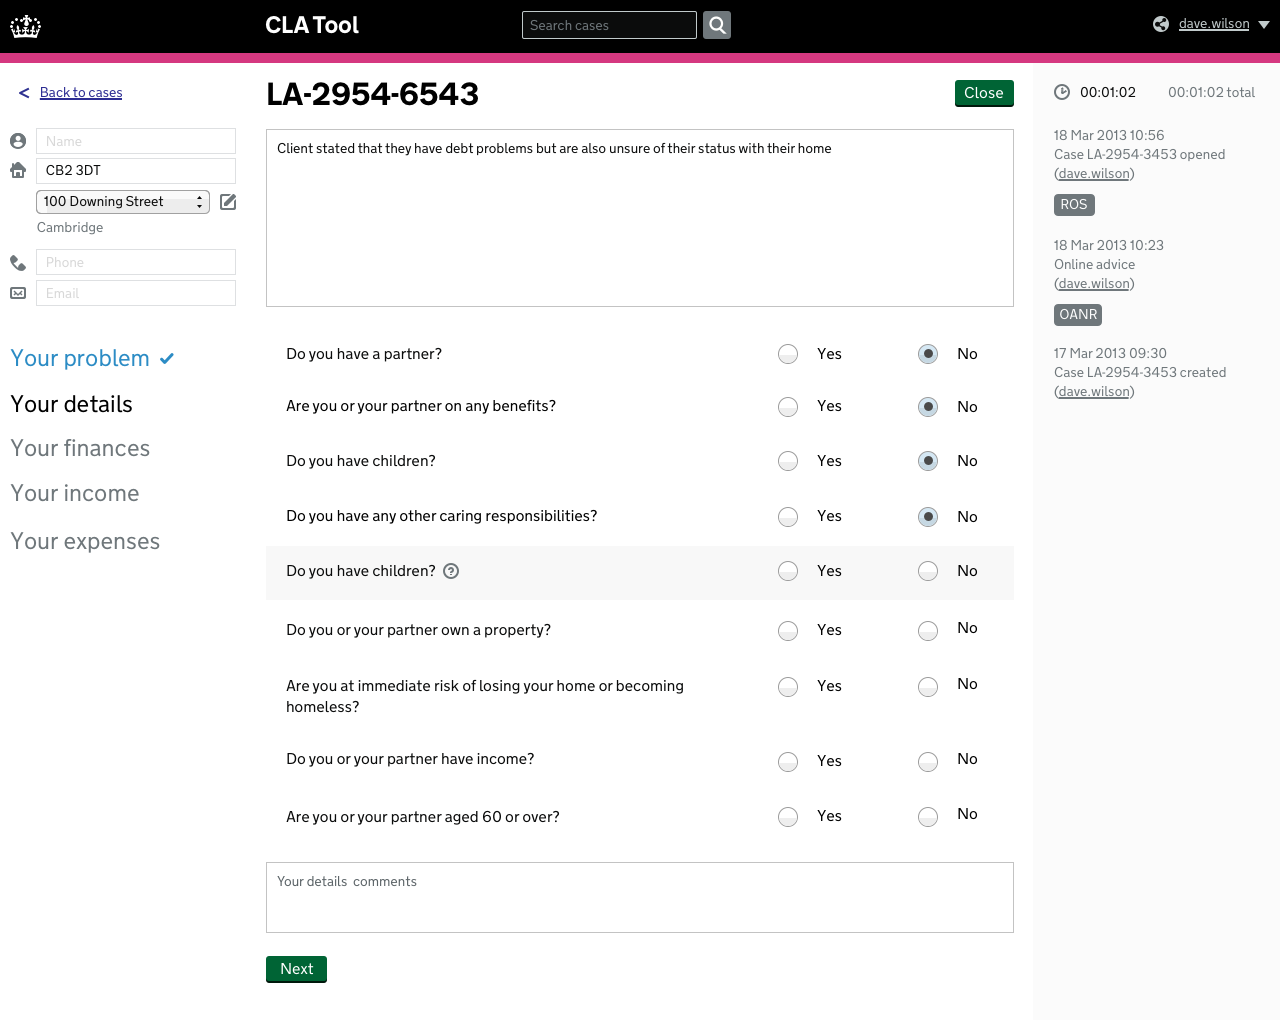 CLA Tool
Search cases
dave.wilson
< Back to cases
Name
CB2 3DT
100 Downing Street
Cambridge
Phone
Email
Your problem
Your details
Your finances
Your income
Your expenses
LA-2954-6543
Close
Client stated that they have debt problems but are also unsure of their status with their home
Do you have a partner? Yes No
Are you or your partner on any benefits? Yes No
Do you have children? Yes No
Do you have any other caring responsibilities? Yes No
Do you have children? ? Yes No
Do you or your partner own a property? Yes No
Are you at immediate risk of losing your home or becoming
homeless? Yes No
Do you or your partner have income? Yes No
Are you or your partner aged 60 or over? Yes No
Your details comments
Next
00:01:02 00:01:02 total
18 Mar 2013 10:56
Case LA-2954-3453 opened
(dave.wilson)
ROS
18 Mar 2013 10:23
Online advice
(dave.wilson)
OANR
17 Mar 2013 09:30
Case LA-2954-3453 created
(dave.wilson)